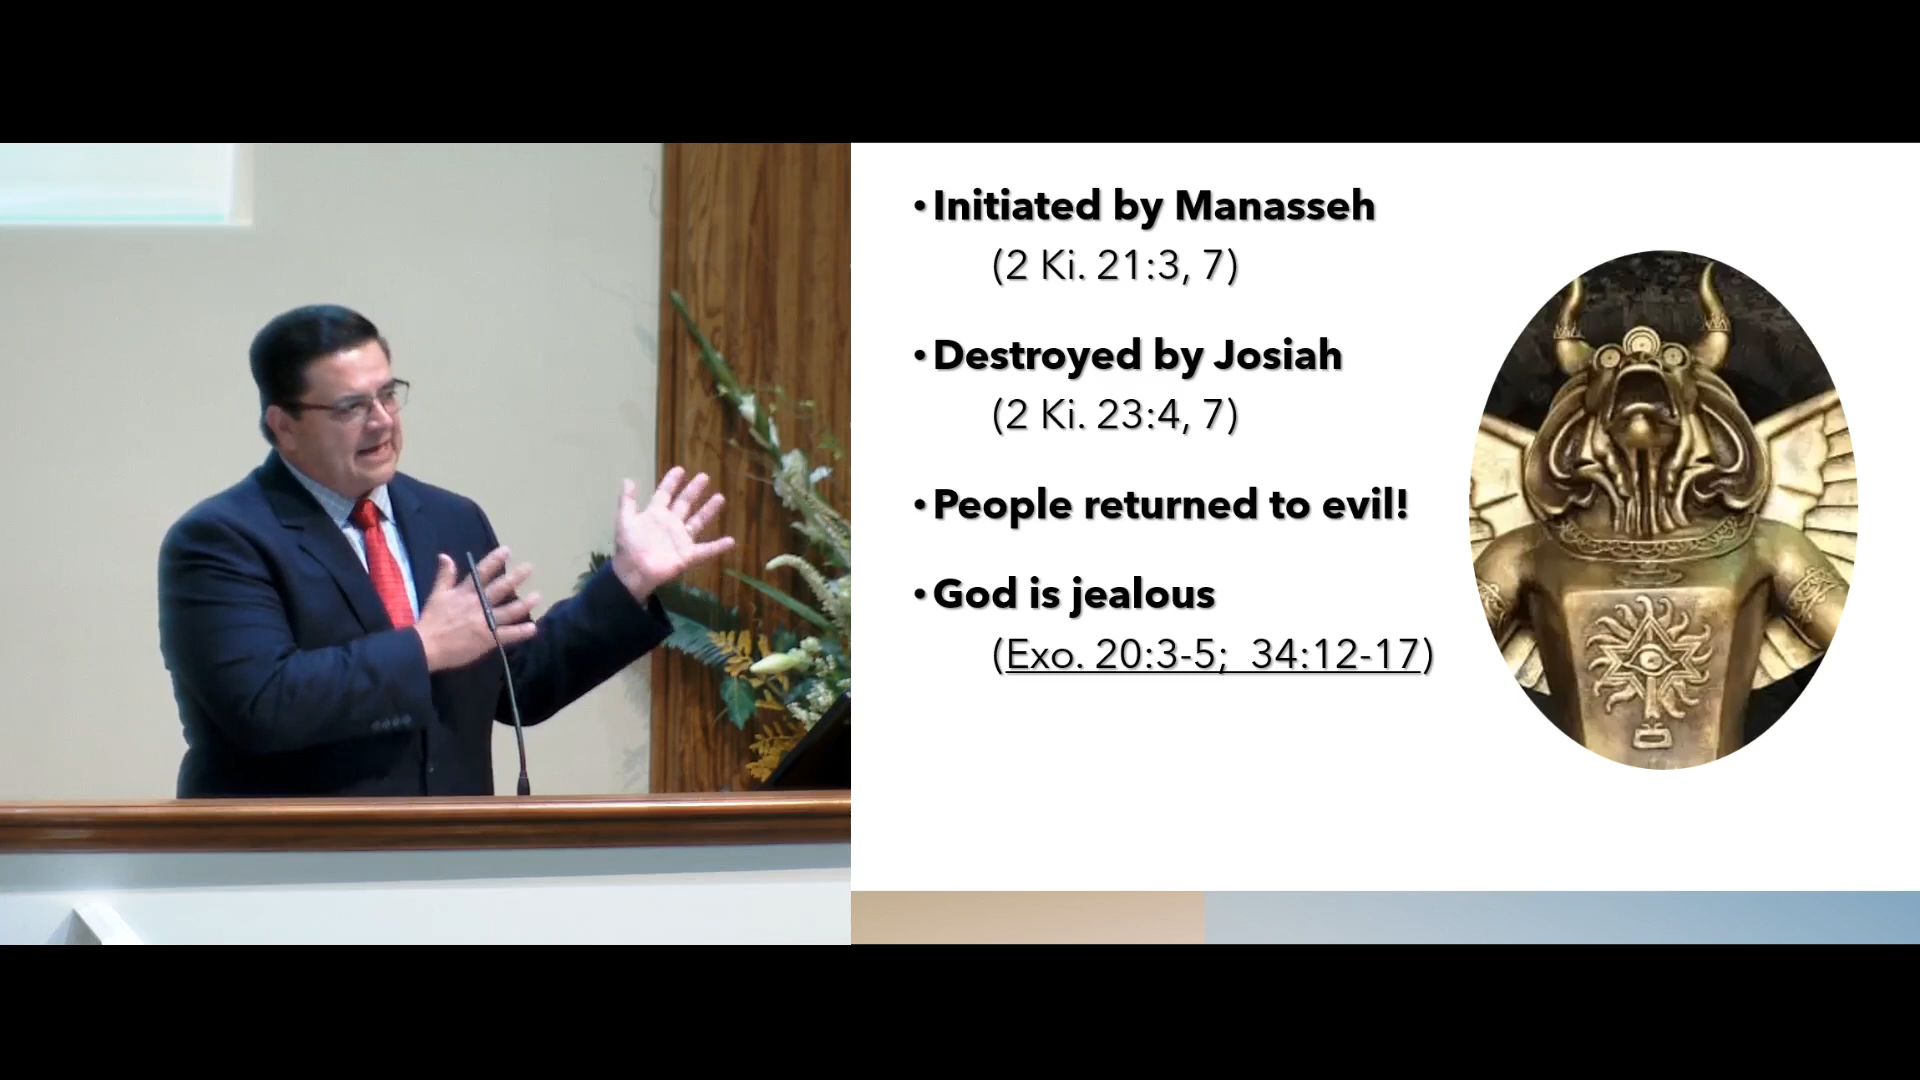 • Initiated by Manasseh
(2 Ki. 21:3, 7)
• Destroyed by Josiah
(2 Ki. 23:4, 7)
• People returned to evil!
• God is jealous
(Exo. 20:3-5;  34:12-17)